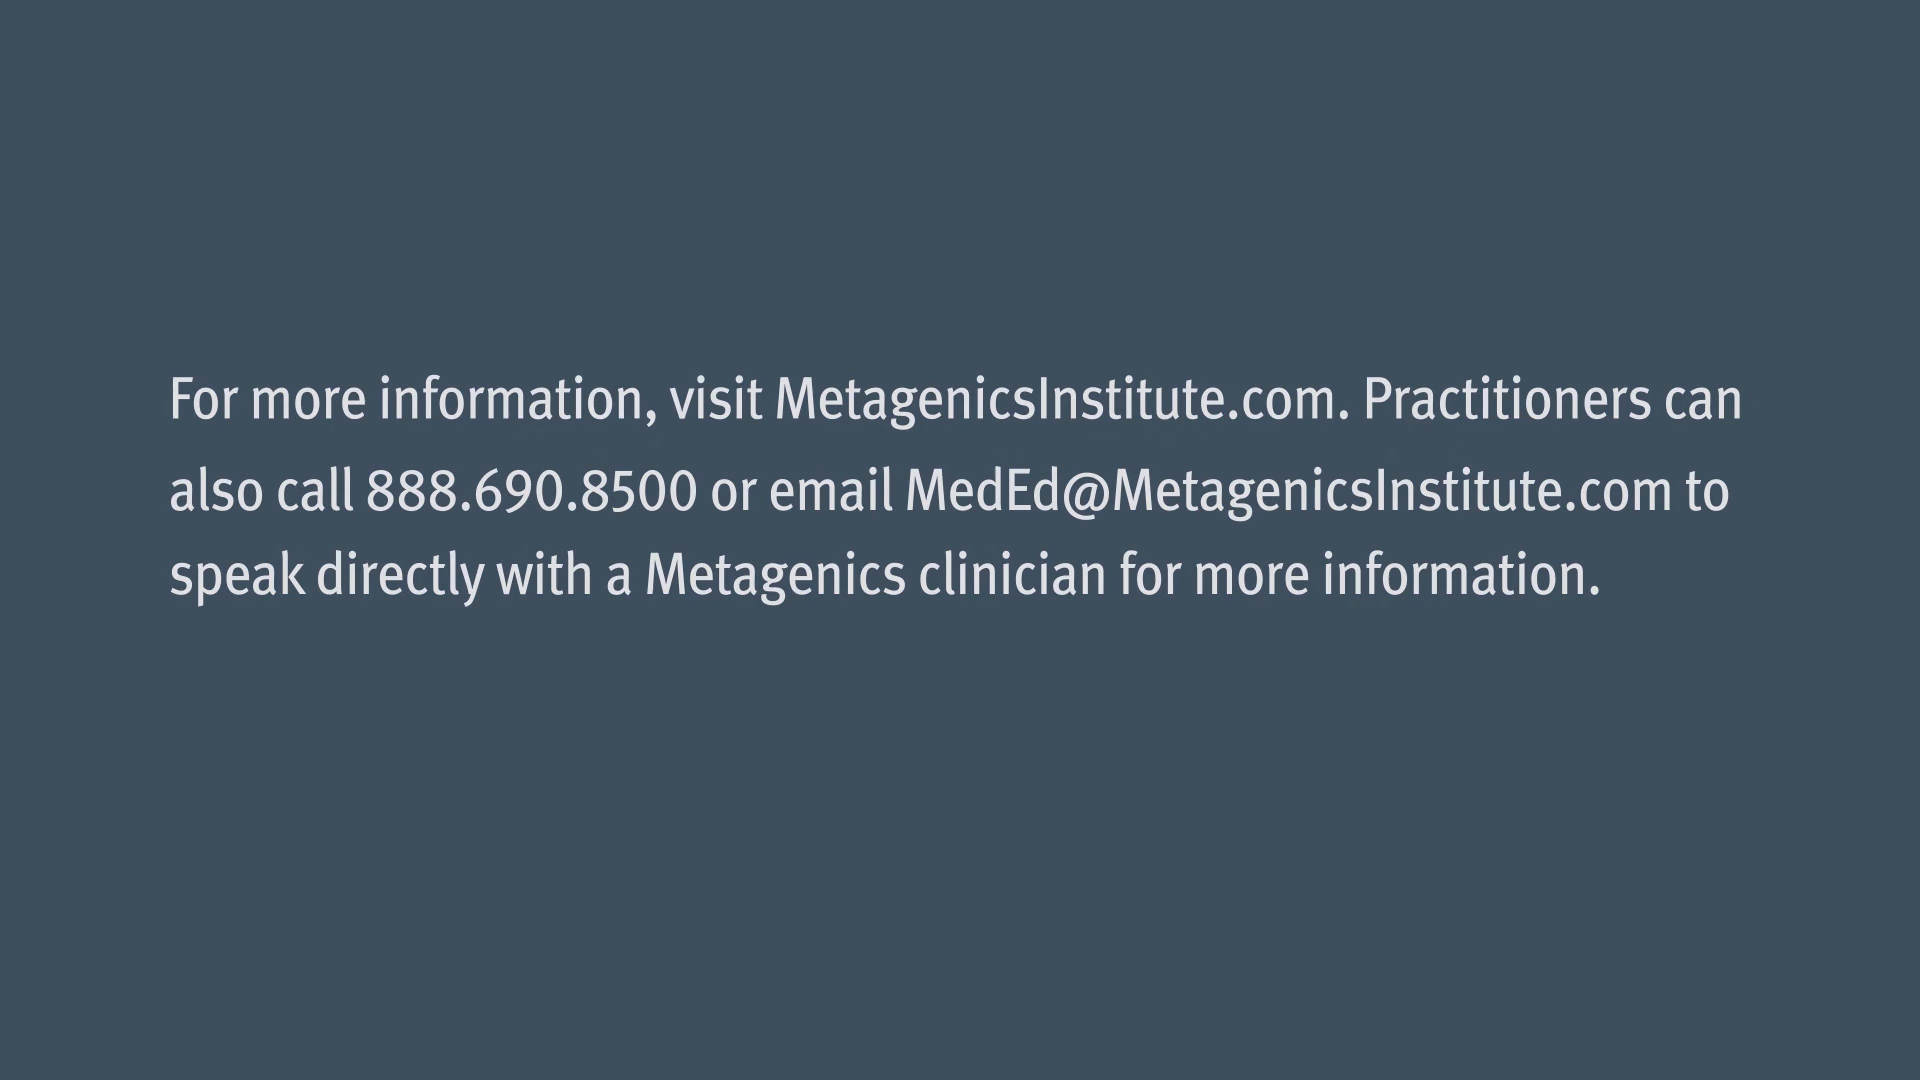 For more information, visit MetagenicsInstitute.com. Practitioners can
also call 888.690.8500 or email MedEd@MetagenicsInstitute.com to
speak directly with a Metagenics clinician for more information.